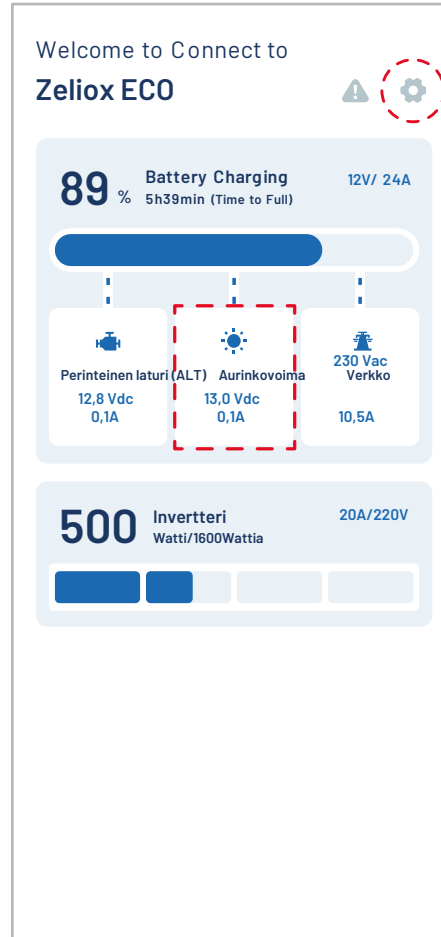 Welcome to Connect to
Zeliox ECO
89 %
Battery Charging
5h39min (Time to Full)
12V/ 24A
Perinteinen laturi (ALT)
12,8 Vdc
0,1A
Aurinkovoima
13,0 Vdc
0,1A
230 Vac
Verkko
10,5A
500
Invertteri
Watti/1600Wattia
20A/220V